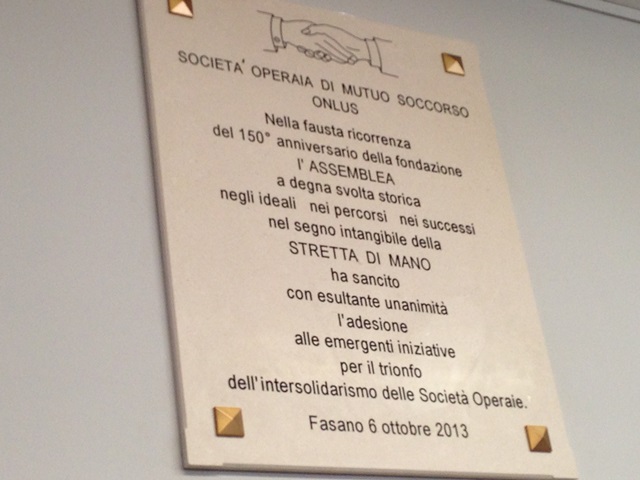 SOCIETA' OPERAIA DI MUTUO SOCCORSO
ONLUS
Nella fausta ricorrenza
del 150° anniversario della fondazione
l' ASSEMBLEA
a degna svolta storica
negli ideali nei percorsi nei successi
nel segno intangibile della
STRETTA DI MANO
ha sancito
con esultante unanimità
l'adesione
alle emergenti iniziative
per il trionfo
dell'intersolidarismo delle Società Operaie.
Fasano 6 ottobre 2013